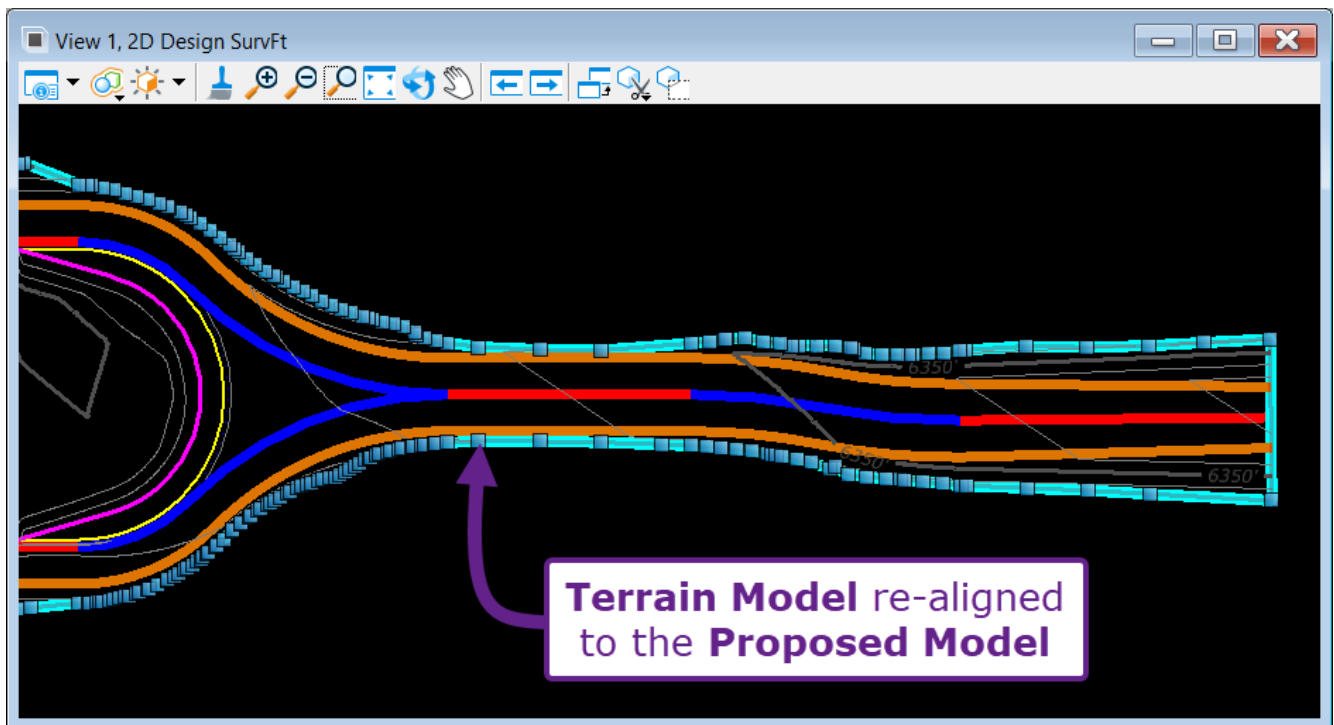 View 1, 2D Design SurvFt
6350'
6350'
6350'
Terrain Model re-aligned
to the Proposed Model